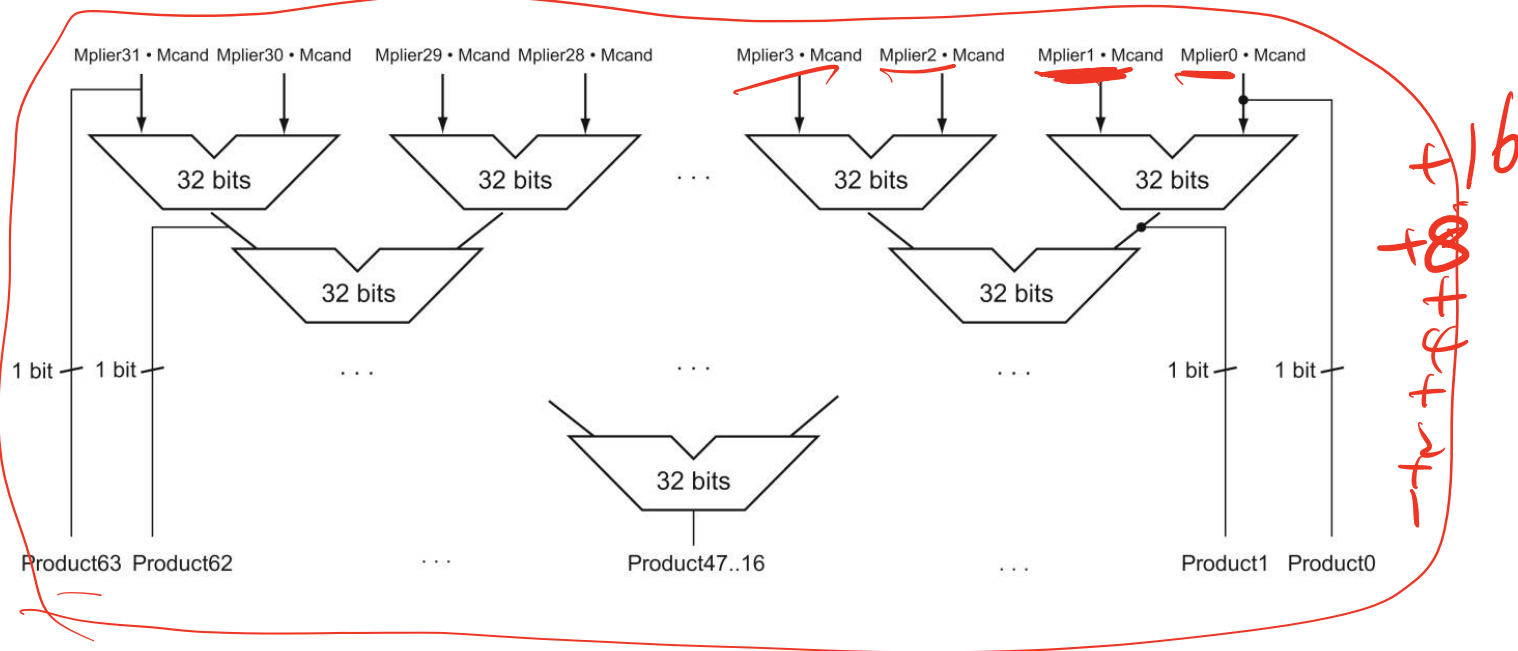 Mplier31 • Mcand Mplier30 • Mcand Mplier29 • Mcand Mplier28 • Mcand Mplier3 • Mcand Mplier2 • Mcand Mplier1 • Mcand Mplier0 • Mcand
32 bits 32 bits . . . 32 bits 32 bits
+ 16
+8
32 bits 32 bits
+
4
1 bit 1 bit . . . . . . . . . 1 bit 1 bit
+
2
+
1
32 bits
Product63 Product62 . . . Product47..16 . . . Product1 Product0